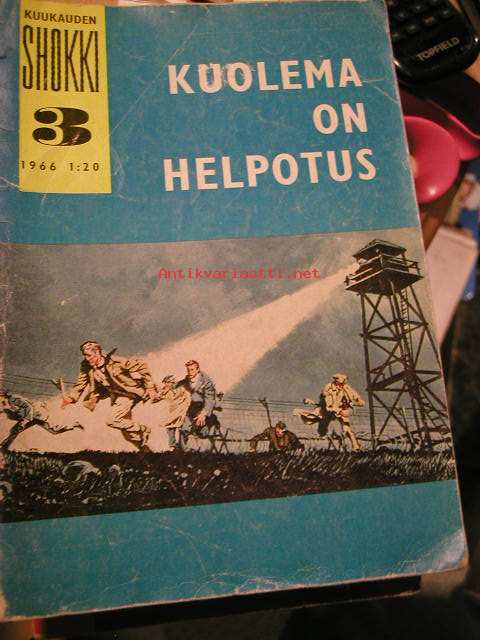 KUUKAUDEN
SHOKKI
3
1966 1:20
KUOLEMA
ON
HELPOTUS
Antikvariaatti.net
TOPFIELD